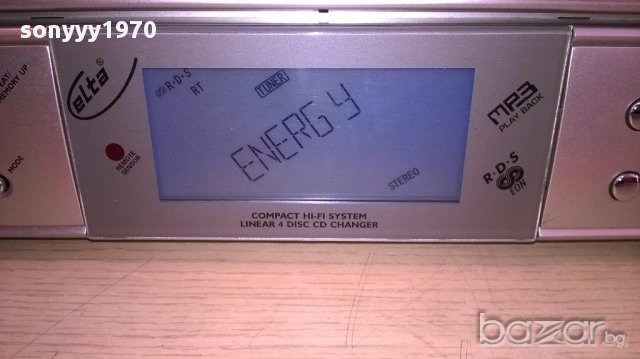 sonyyy1970
elta
R·D·S
RT
TUNER
ENERGY
STEREO
MP3
PLAY BACK
R·D·S
EON
REMOTE
SENSOR
MEMORY UP
MODE
COMPACT HI-FI SYSTEM
LINEAR 4 DISC CD CHANGER
bazar.bg